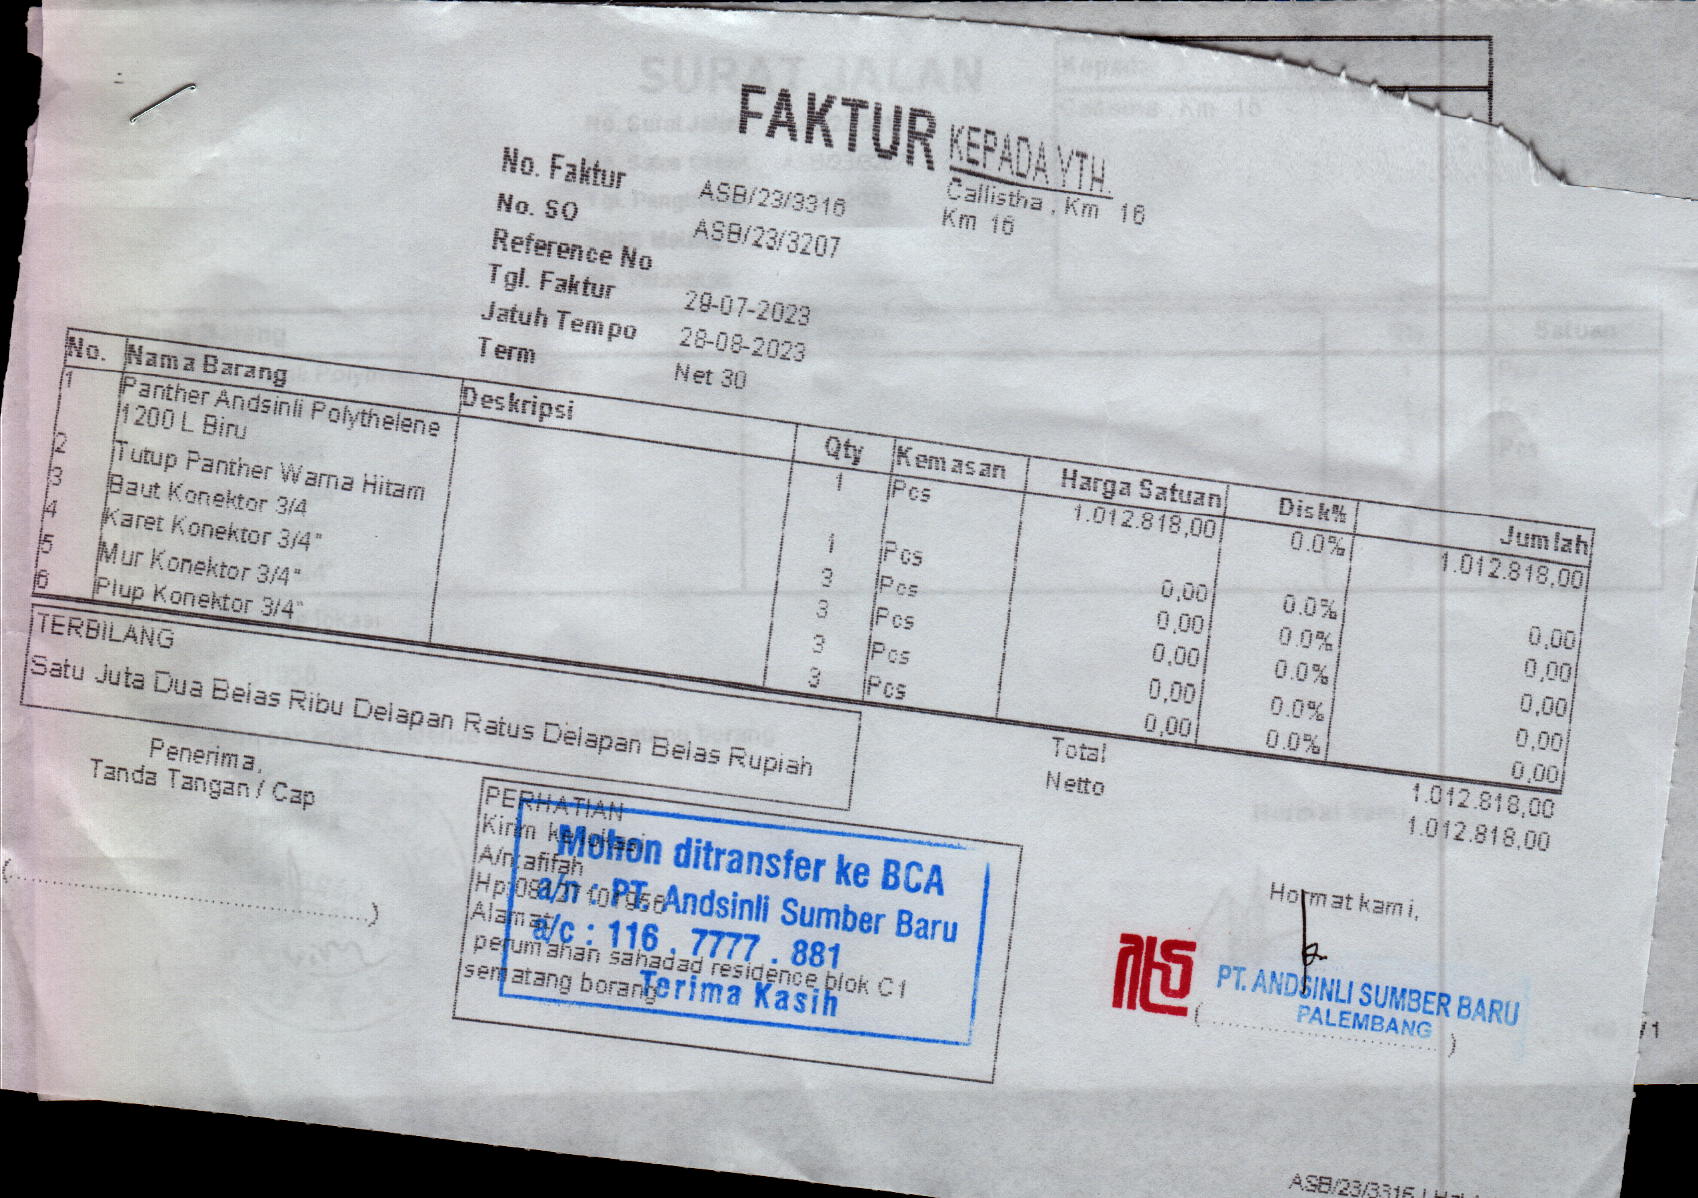 FAKTUR
KEPADA YTH.
Callistha , Km 16
Km 16
No. Faktur ASB/23/3316
No. SO ASB/23/3207
Reference No
Tgl. Faktur 29-07-2023
Jatuh Tempo 28-08-2023
Term Net 30
No. Nama Barang Deskripsi Qty Kemasan Harga Satuan Disk% Jumlah
1 Panther Andsinli Polythelene 1 Pcs 1.012.818,00 0.0% 1.012.818,00
1200 L Biru
2 Tutup Panther Warna Hitam 1 Pcs 0,00 0.0% 0,00
3 Baut Konektor 3/4 3 Pcs 0,00 0.0% 0,00
4 Karet Konektor 3/4" 3 Pcs 0,00 0.0% 0,00
5 Mur Konektor 3/4" 3 Pcs 0,00 0.0% 0,00
6 Plup Konektor 3/4" 3 Pcs 0,00 0.0% 0,00
TERBILANG
Satu Juta Dua Belas Ribu Delapan Ratus Delapan Belas Rupiah
Total 1.012.818,00
Netto 1.012.818,00
Penerima,
Tanda Tangan / Cap
(..........)
PERHATIAN
Kirim ke
A/n afifah
Hp
Alamat
perumahan sahadad residence blok C1
sematang borang
Mohon ditransfer ke BCA
a/n : PT. Andsinli Sumber Baru
a/c : 116 . 7777 . 881
Terima Kasih
Hormat kami,
PT. ANDSINLI SUMBER BARU
PALEMBANG
(..........)
SURAT JALAN
Satuan
/ 1
ASB/23/3316